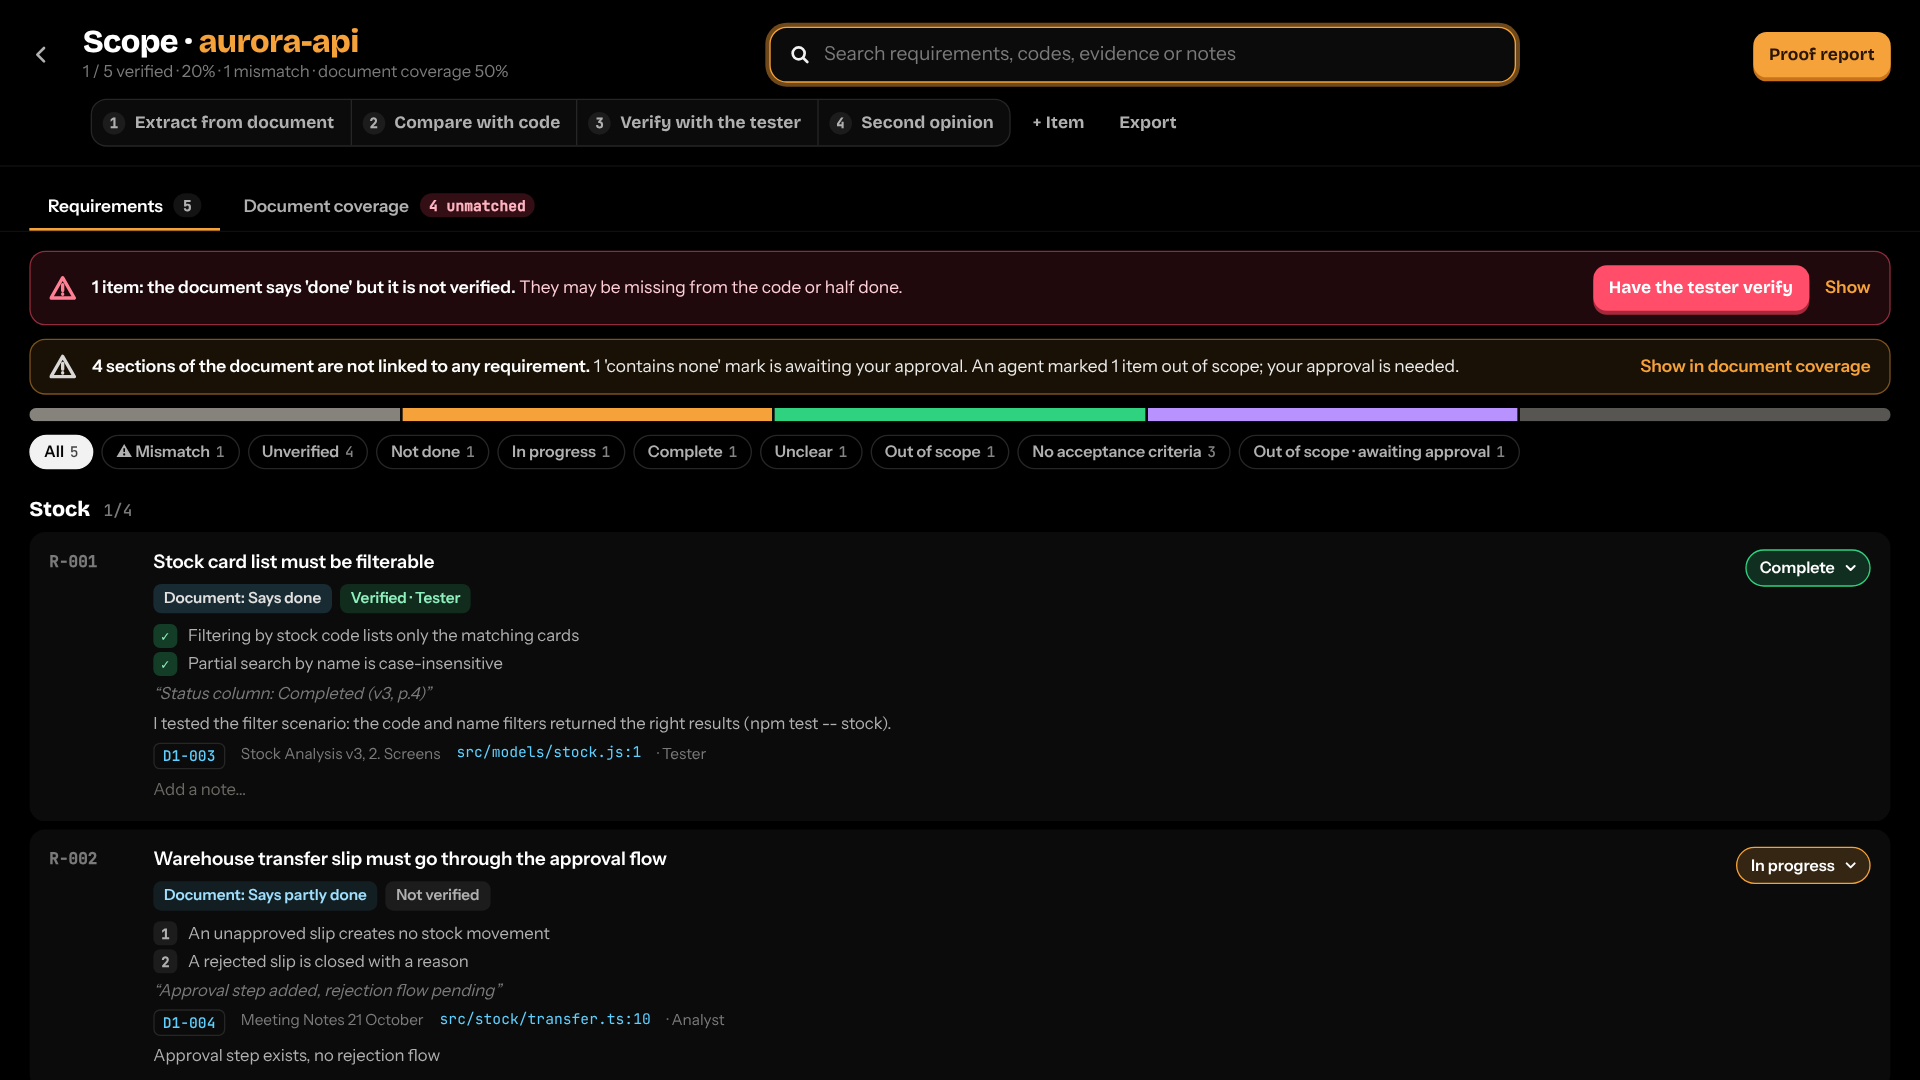 Scope · aurora-api
1 / 5 verified · 20% · 1 mismatch · document coverage 50%
Search requirements, codes, evidence or notes
Proof report
1 Extract from document
2 Compare with code
3 Verify with the tester
4 Second opinion
+ Item
Export
Requirements 5
Document coverage 4 unmatched
1 item: the document says 'done' but it is not verified. They may be missing from the code or half done.
Have the tester verify
Show
4 sections of the document are not linked to any requirement. 1 'contains none' mark is awaiting your approval. An agent marked 1 item out of scope; your approval is needed.
Show in document coverage
All 5
Mismatch 1
Unverified 4
Not done 1
In progress 1
Complete 1
Unclear 1
Out of scope 1
No acceptance criteria 3
Out of scope · awaiting approval 1
Stock 1/4
R-001
Stock card list must be filterable
Complete
Document: Says done
Verified · Tester
✓ Filtering by stock code lists only the matching cards
✓ Partial search by name is case-insensitive
“Status column: Completed (v3, p.4)”
I tested the filter scenario: the code and name filters returned the right results (npm test -- stock).
D1-003 Stock Analysis v3, 2. Screens src/models/stock.js:1 · Tester
Add a note...
R-002
Warehouse transfer slip must go through the approval flow
In progress
Document: Says partly done
Not verified
1 An unapproved slip creates no stock movement
2 A rejected slip is closed with a reason
“Approval step added, rejection flow pending”
D1-004 Meeting Notes 21 October src/stock/transfer.ts:10 · Analyst
Approval step exists, no rejection flow